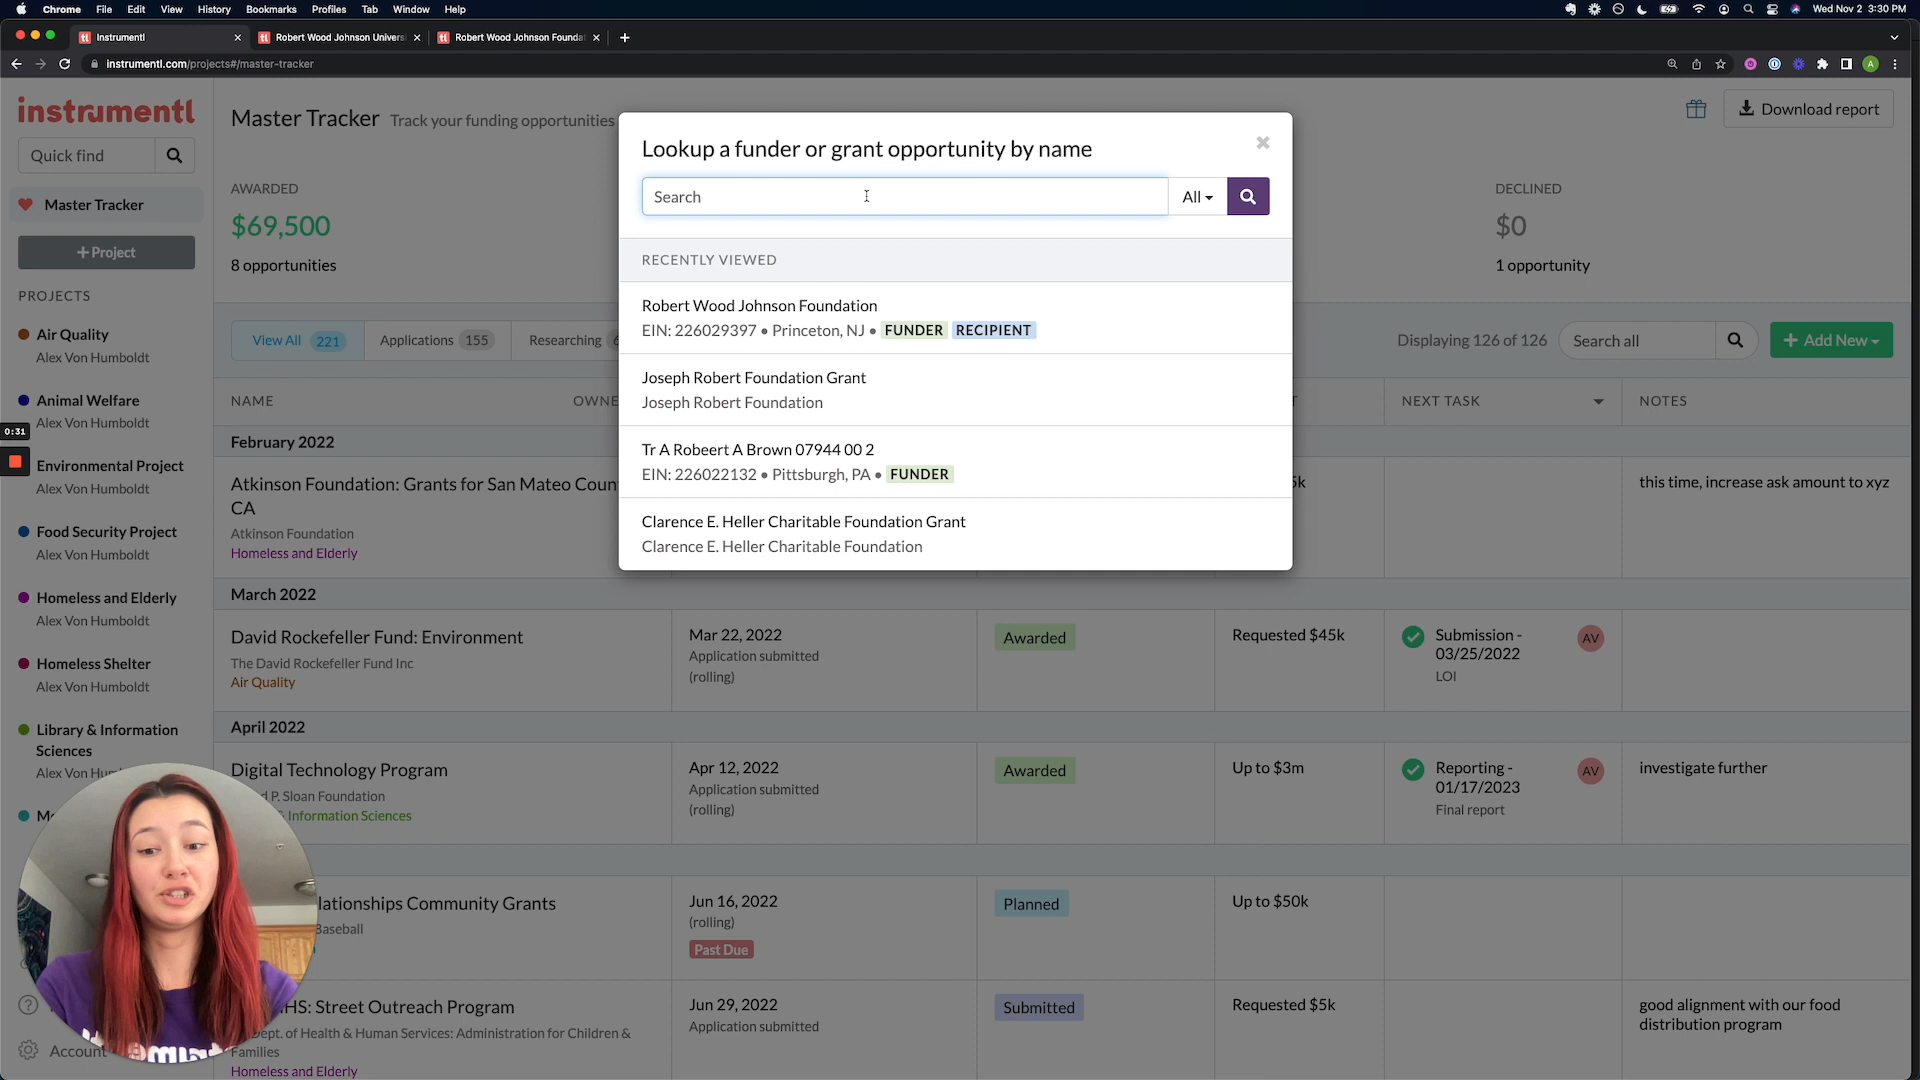 Chrome File Edit View History Bookmarks Profiles Tab Window Help
Wed Nov 2 3:30 PM
Instrumentl
Robert Wood Johnson Univers
Robert Wood Johnson Founda
instrumentl.com/projects#/master-tracker
A
instrumentl
Quick find
Master Tracker
+ Project
PROJECTS
Air Quality
Alex Von Humboldt
Animal Welfare
Alex Von Humboldt
0:31
Environmental Project
Alex Von Humboldt
Food Security Project
Alex Von Humboldt
Homeless and Elderly
Alex Von Humboldt
Homeless Shelter
Alex Von Humboldt
Library & Information
Sciences
Account
Master Tracker Track your funding opportunities
Download report
AWARDED
$69,500
8 opportunities
DECLINED
$0
1 opportunity
View All 221
Applications 155
Researching
Displaying 126 of 126
Search all
+ Add New
NAME
NEXT TASK
NOTES
Lookup a funder or grant opportunity by name
Search
All
RECENTLY VIEWED
Robert Wood Johnson Foundation
EIN: 226029397 • Princeton, NJ • FUNDER RECIPIENT
Joseph Robert Foundation Grant
Joseph Robert Foundation
Tr A Robeert A Brown 07944 00 2
EIN: 226022132 • Pittsburgh, PA • FUNDER
Clarence E. Heller Charitable Foundation Grant
Clarence E. Heller Charitable Foundation
February 2022
Atkinson Foundation: Grants for San Mateo Coun
CA
Atkinson Foundation
Homeless and Elderly
this time, increase ask amount to xyz
March 2022
David Rockefeller Fund: Environment
The David Rockefeller Fund Inc
Air Quality
Mar 22, 2022
Application submitted
(rolling)
Awarded
Requested $45k
Submission -
03/25/2022
LOI
AV
April 2022
Digital Technology Program
P. Sloan Foundation
Information Sciences
Apr 12, 2022
Application submitted
(rolling)
Awarded
Up to $3m
Reporting -
01/17/2023
Final report
AV
investigate further
lationships Community Grants
Baseball
Jun 16, 2022
(rolling)
Past Due
Planned
Up to $50k
HS: Street Outreach Program
Dept. of Health & Human Services: Administration for Children &
Families
Homeless and Elderly
Jun 29, 2022
Application submitted
Submitted
Requested $5k
good alignment with our food
distribution program